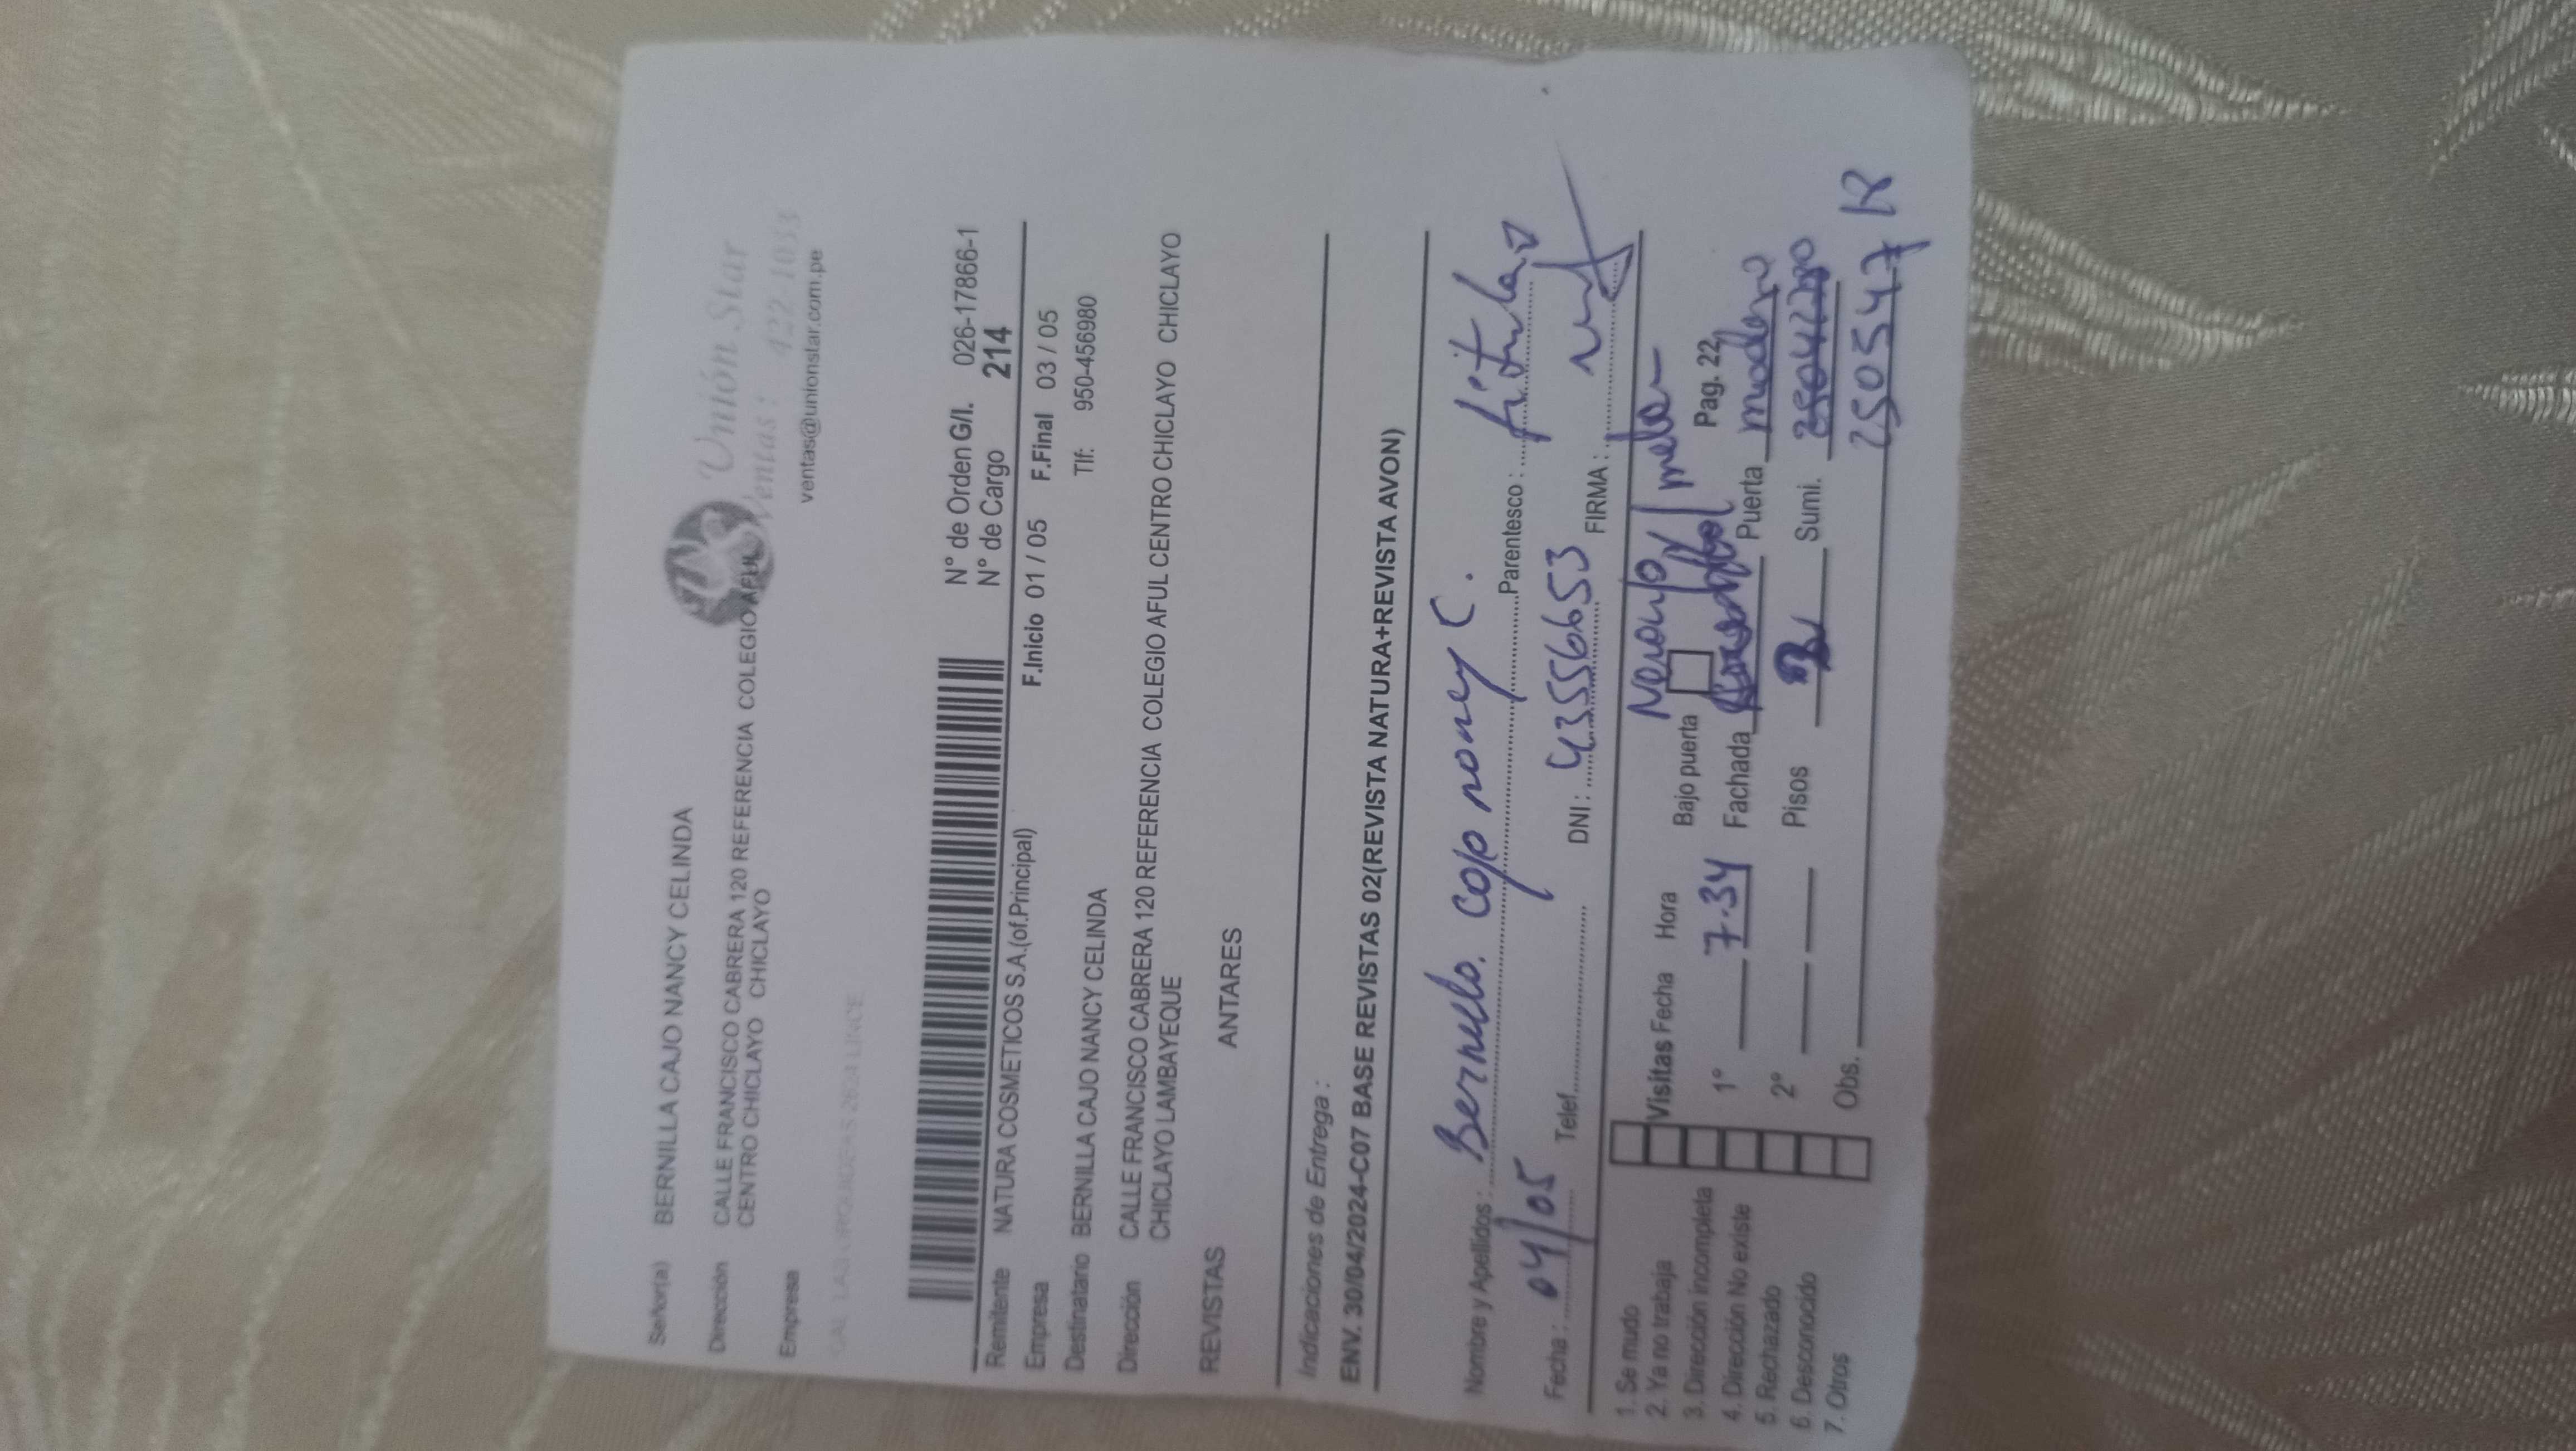 Señor(a) BERNILLA CAJO NANCY CELINDA
Unión Star
Ventas : 422-1033
ventas@unionstar.com.pe
Dirección CALLE FRANCISCO CABRERA 120 REFERENCIA COLEGIO AFUL
CENTRO CHICLAYO CHICLAYO
Empresa
N° de Orden G/I. 026-17866-1
N° de Cargo 214
Remitente NATURA COSMETICOS S.A.(of.Principal)
F.Inicio 01 / 05 F.Final 03 / 05
Empresa
Tlf: 950-456980
Destinatario BERNILLA CAJO NANCY CELINDA
Dirección CALLE FRANCISCO CABRERA 120 REFERENCIA COLEGIO AFUL CENTRO CHICLAYO CHICLAYO
CHICLAYO LAMBAYEQUE
REVISTAS ANTARES
Indicaciones de Entrega :
ENV. 30/04/2024-C07 BASE REVISTAS 02(REVISTA NATURA+REVISTA AVON)
Nombre y Apellidos : Bernilla Cajo Nancy C. Parentesco : titular
Fecha : 04/05 Telef. DNI : 43556653 FIRMA :
1. Se mudo
2. Ya no trabaja
3. Dirección incompleta
4. Dirección No existe
5. Rechazado
6. Desconocido
7. Otros
Visitas Fecha Hora
1° 7.34
2°
Obs.
Bajo puerta
Pag. 22
Fachada
Puerta madera
Pisos
Sumi.
250547